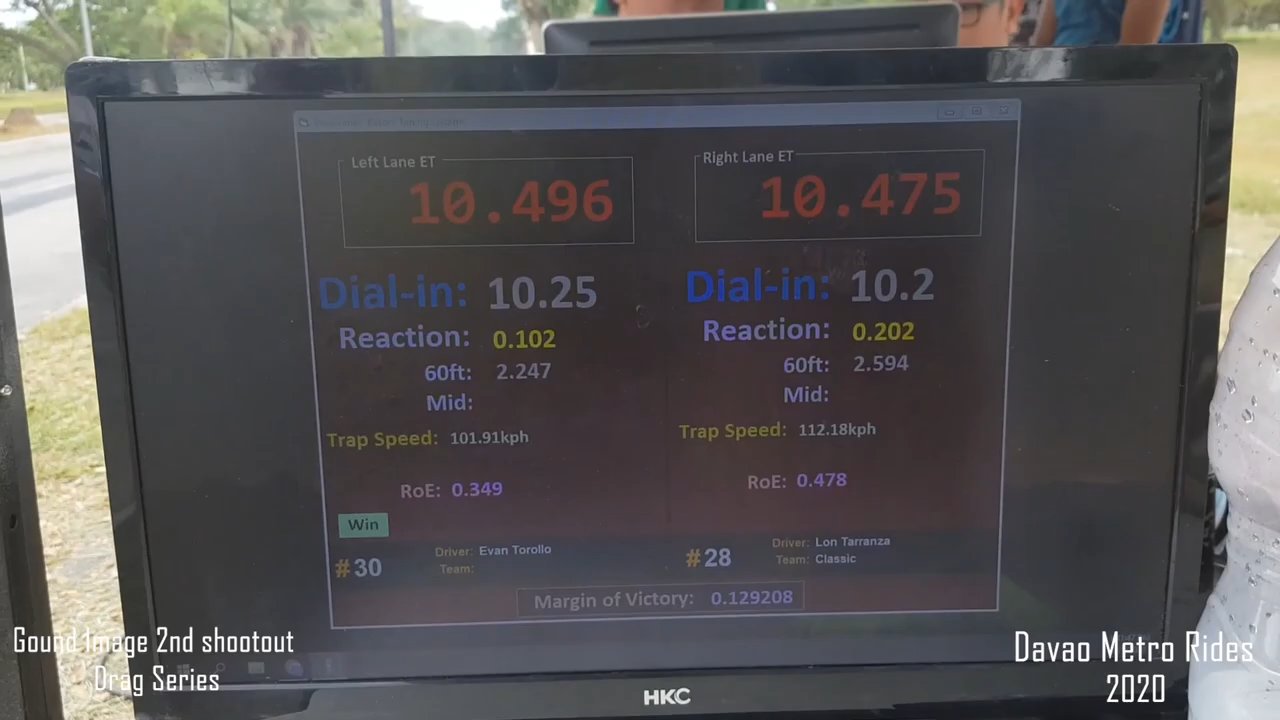 Left Lane ET
10.496
Dial-in: 10.25
Reaction: 0.102
60ft: 2.247
Mid:
Trap Speed: 101.91kph
RoE: 0.349
Win
#30
Driver: Evan Torollo
Team:
Right Lane ET
10.475
Dial-in: 10.2
Reaction: 0.202
60ft: 2.594
Mid:
Trap Speed: 112.18kph
RoE: 0.478
#28
Driver: Lon Tarranza
Team: Classic
Margin of Victory: 0.129208
HKC
Gound Image 2nd shootout
Drag Series
Davao Metro Rides
2020